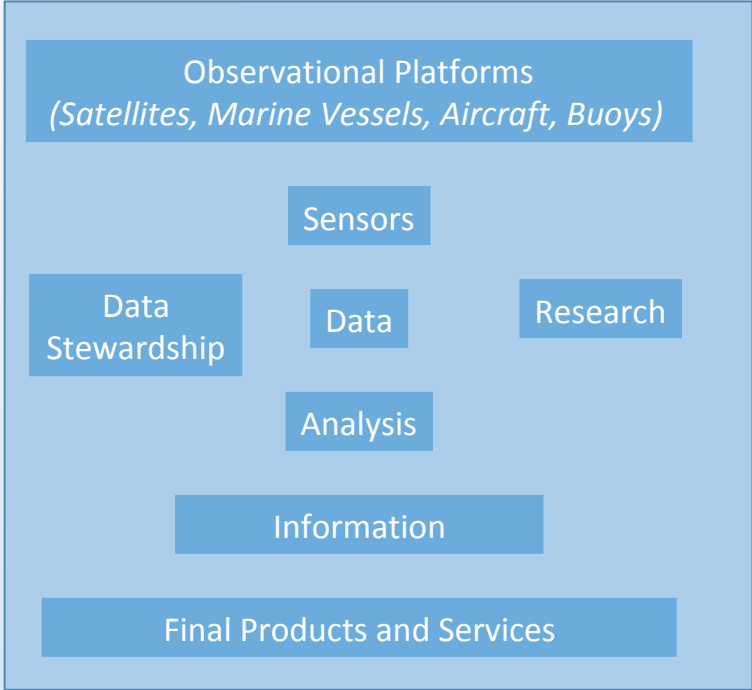 Observational Platforms
(Satellites, Marine Vessels, Aircraft, Buoys)
Sensors
Data
Stewardship
Data
Research
Analysis
Information
Final Products and Services